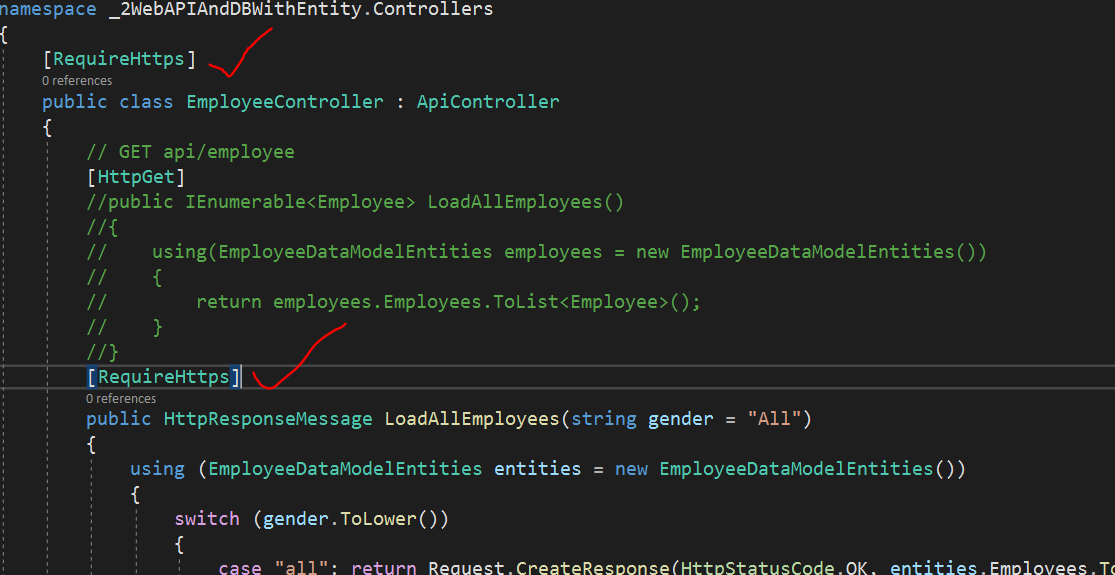 namespace _2WebAPIAndDBWithEntity.Controllers
{
[RequireHttps]
0 references
public class EmployeeController : ApiController
{
// GET api/employee
[HttpGet]
//public IEnumerable<Employee> LoadAllEmployees()
//{
// using(EmployeeDataModelEntities employees = new EmployeeDataModelEntities())
// {
// return employees.Employees.ToList<Employee>();
// }
//}
[RequireHttps]
0 references
public HttpResponseMessage LoadAllEmployees(string gender = "All")
{
using (EmployeeDataModelEntities entities = new EmployeeDataModelEntities())
{
switch (gender.ToLower())
{
case "all": return Request.CreateResponse(HttpStatusCode.OK, entities.Employees.T